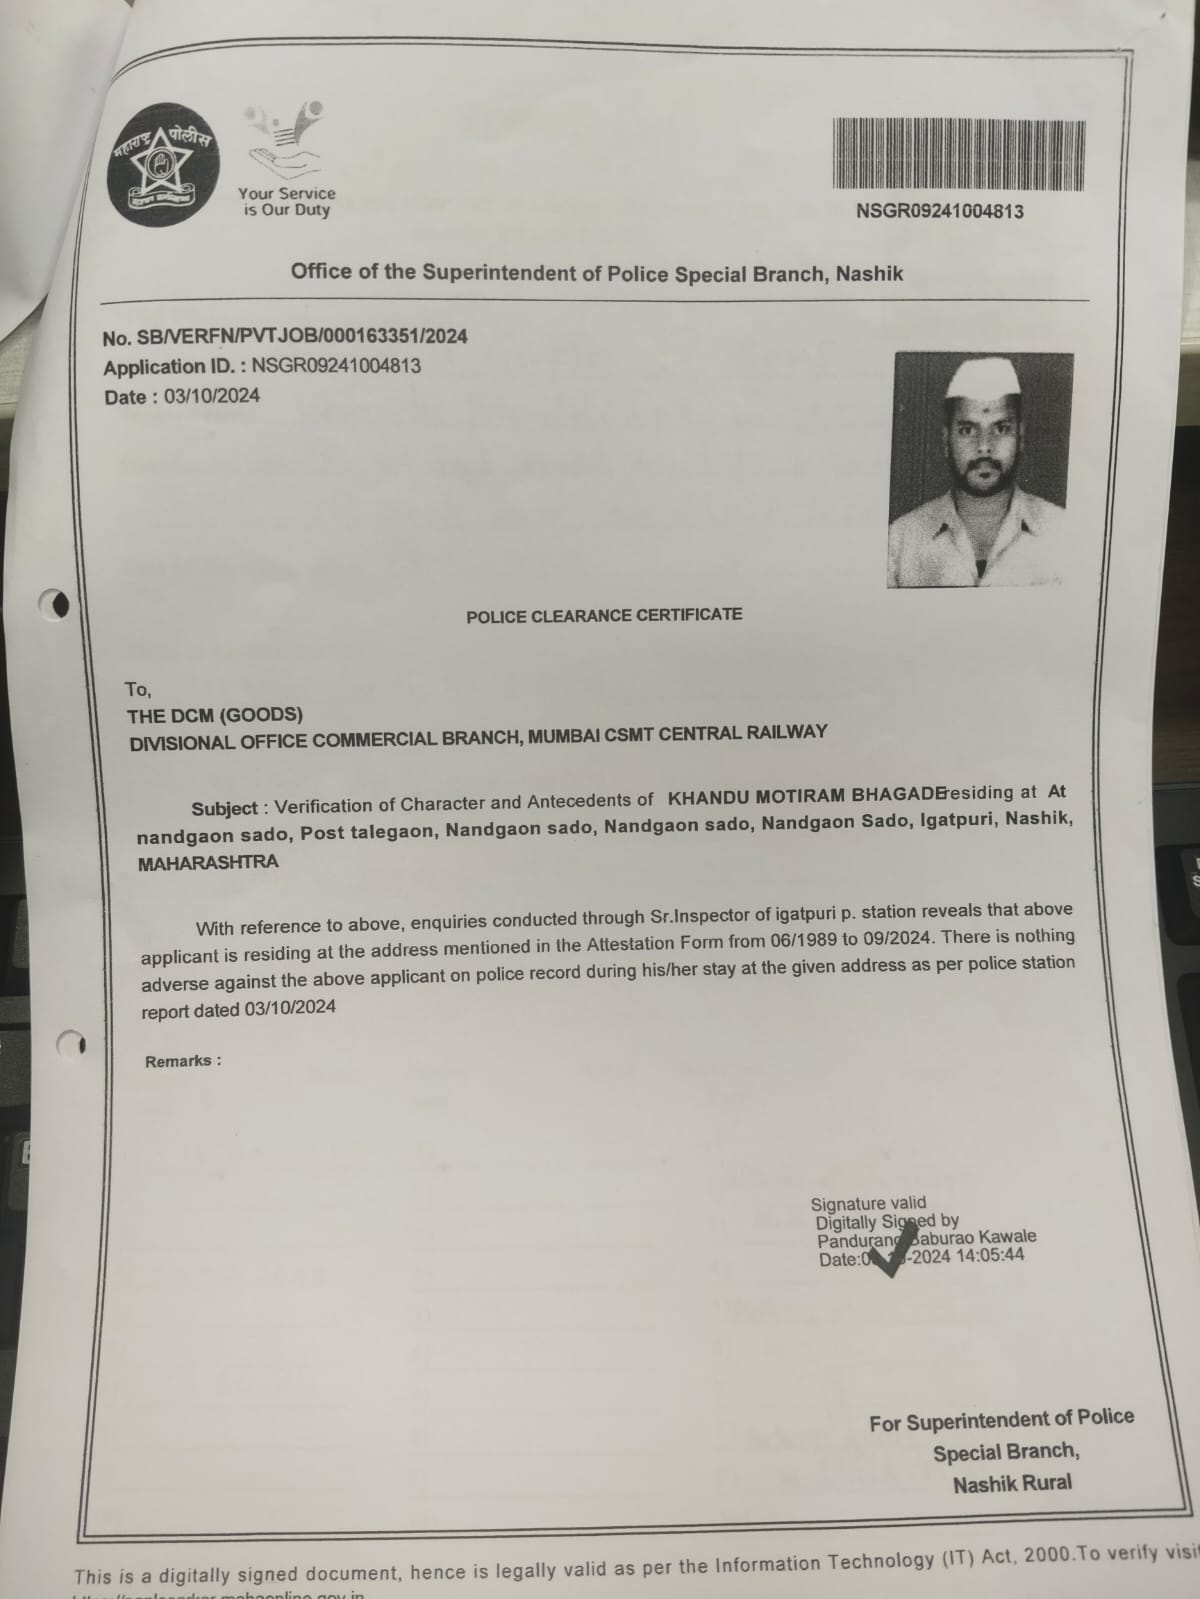 महाराष्ट्र पोलीस
Your Service
is Our Duty
NSGR09241004813
Office of the Superintendent of Police Special Branch, Nashik
No. SB/VERFN/PVTJOB/000163351/2024
Application ID. : NSGR09241004813
Date : 03/10/2024
POLICE CLEARANCE CERTIFICATE
To,
THE DCM (GOODS)
DIVISIONAL OFFICE COMMERCIAL BRANCH, MUMBAI CSMT CENTRAL RAILWAY
Subject : Verification of Character and Antecedents of KHANDU MOTIRAM BHAGADE residing at At
nandgaon sado, Post talegaon, Nandgaon sado, Nandgaon sado, Nandgaon Sado, Igatpuri, Nashik,
MAHARASHTRA
With reference to above, enquiries conducted through Sr.Inspector of igatpuri p. station reveals that above
applicant is residing at the address mentioned in the Attestation Form from 06/1989 to 09/2024. There is nothing
adverse against the above applicant on police record during his/her stay at the given address as per police station
report dated 03/10/2024
Remarks :
Signature valid
Digitally Signed by
Pandurang Baburao Kawale
-2024 14:05:44
For Superintendent of Police
Special Branch,
Nashik Rural
This is a digitally signed document, hence is legally valid as per the Information Technology (IT) Act, 2000.To verify visit